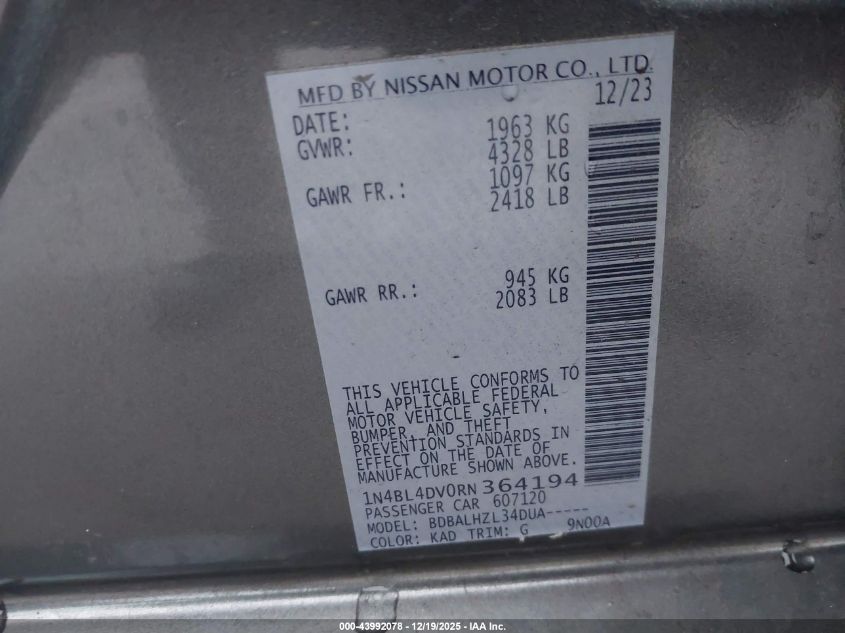 MFD BY NISSAN MOTOR CO., LTD.
DATE: 12/23
GVWR: 1963 KG
4328 LB
GAWR FR.: 1097 KG
2418 LB
GAWR RR.: 945 KG
2083 LB
THIS VEHICLE CONFORMS TO
ALL APPLICABLE FEDERAL
MOTOR VEHICLE SAFETY,
BUMPER, AND THEFT
PREVENTION STANDARDS IN
EFFECT ON THE DATE OF
MANUFACTURE SHOWN ABOVE.
1N4BL4DV0RN364194
PASSENGER CAR 607120
MODEL: BDBALHZL34DUA-----
COLOR: KAD TRIM: G 9N00A
000-43992078 - 12/19/2025 - IAA Inc.